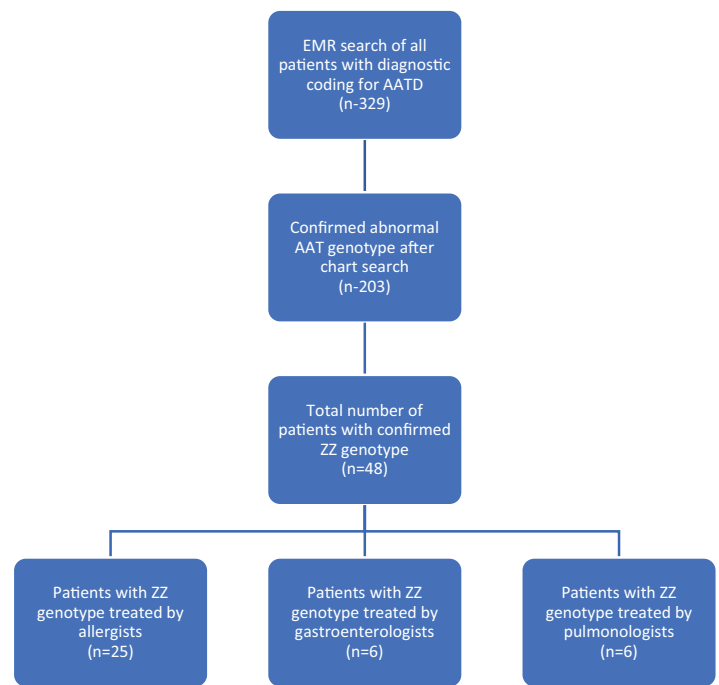 EMR search of all
patients with diagnostic
coding for AATD
(n-329)
Confirmed abnormal
AAT genotype after
chart search
(n-203)
Total number of
patients with confirmed
ZZ genotype
(n=48)
Patients with ZZ
genotype treated by
allergists
(n=25)
Patients with ZZ
genotype treated by
gastroenterologists
(n=6)
Patients with ZZ
genotype treated by
pulmonologists
(n=6)